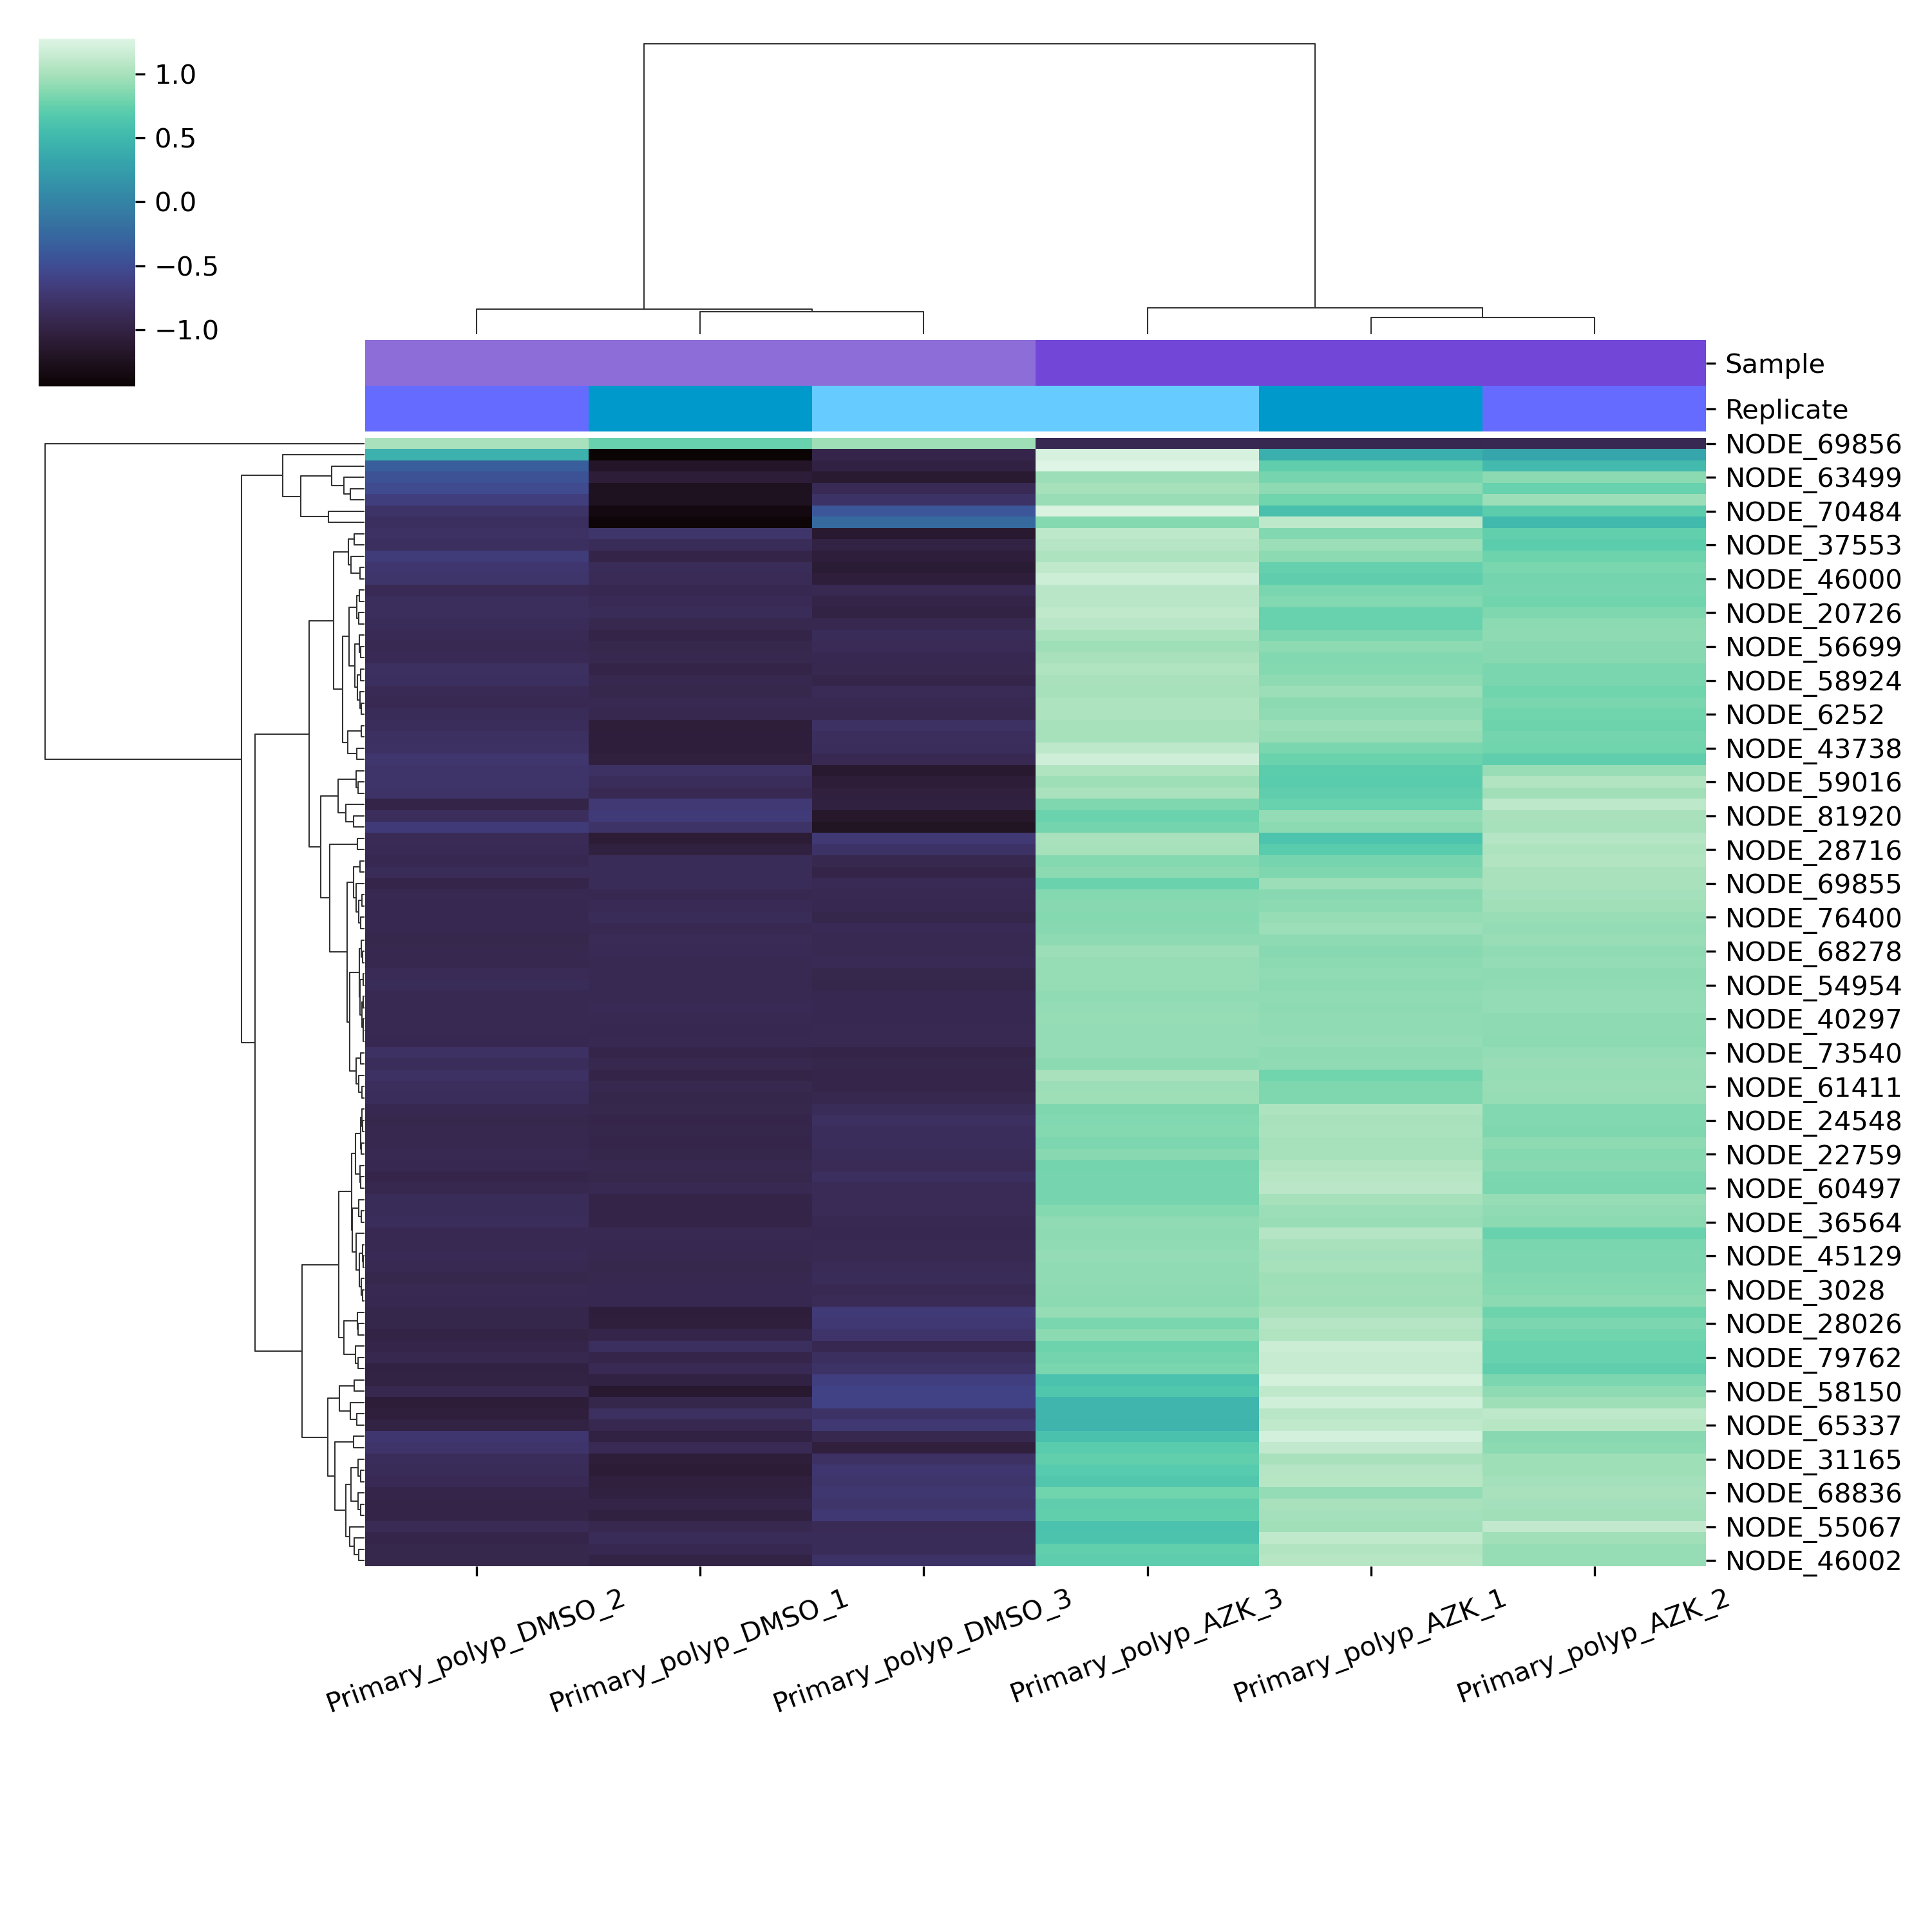 1.0
0.5
0.0
−0.5
−1.0
Sample
Replicate
NODE_69856
NODE_63499
NODE_70484
NODE_37553
NODE_46000
NODE_20726
NODE_56699
NODE_58924
NODE_6252
NODE_43738
NODE_59016
NODE_81920
NODE_28716
NODE_69855
NODE_76400
NODE_68278
NODE_54954
NODE_40297
NODE_73540
NODE_61411
NODE_24548
NODE_22759
NODE_60497
NODE_36564
NODE_45129
NODE_3028
NODE_28026
NODE_79762
NODE_58150
NODE_65337
NODE_31165
NODE_68836
NODE_55067
NODE_46002
Primary_polyp_DMSO_2
Primary_polyp_DMSO_1
Primary_polyp_DMSO_3
Primary_polyp_AZK_3
Primary_polyp_AZK_1
Primary_polyp_AZK_2